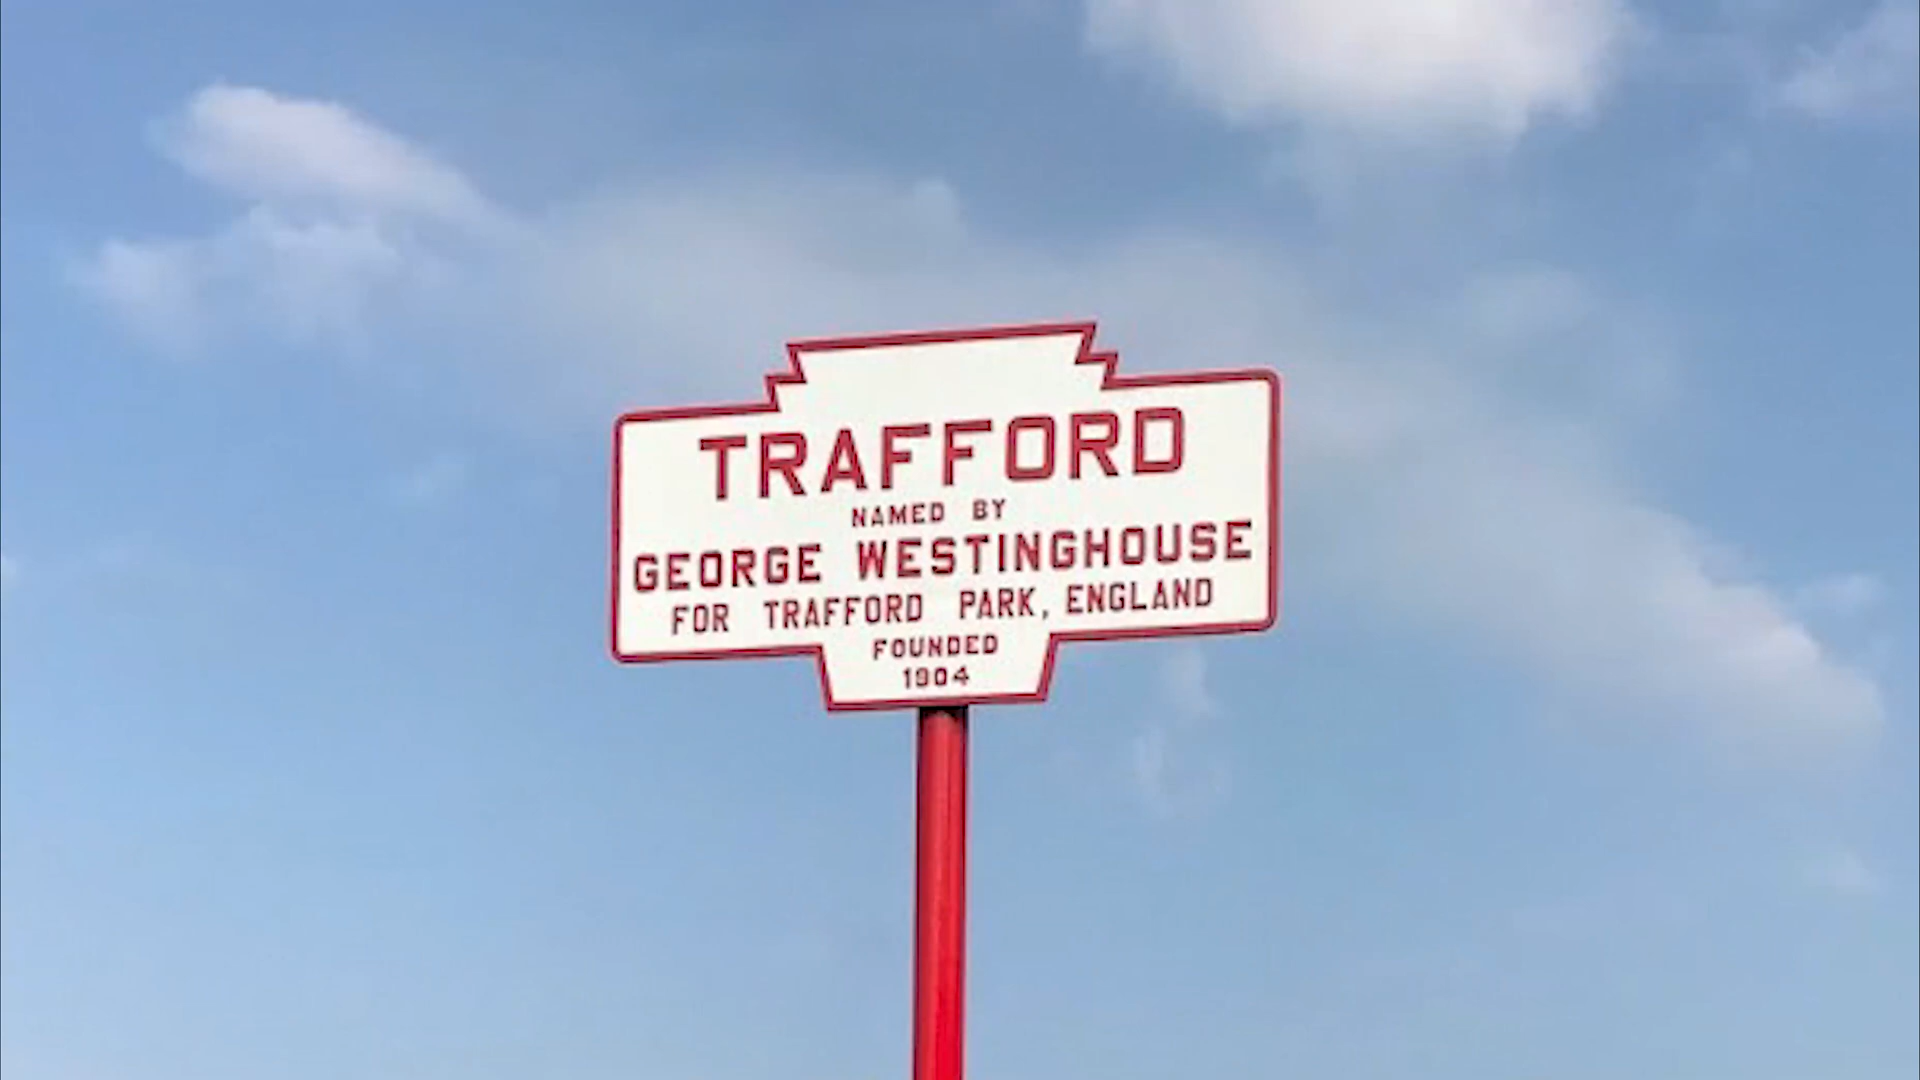 TRAFFORD
NAMED BY
GEORGE WESTINGHOUSE
FOR TRAFFORD PARK, ENGLAND
FOUNDED
1904